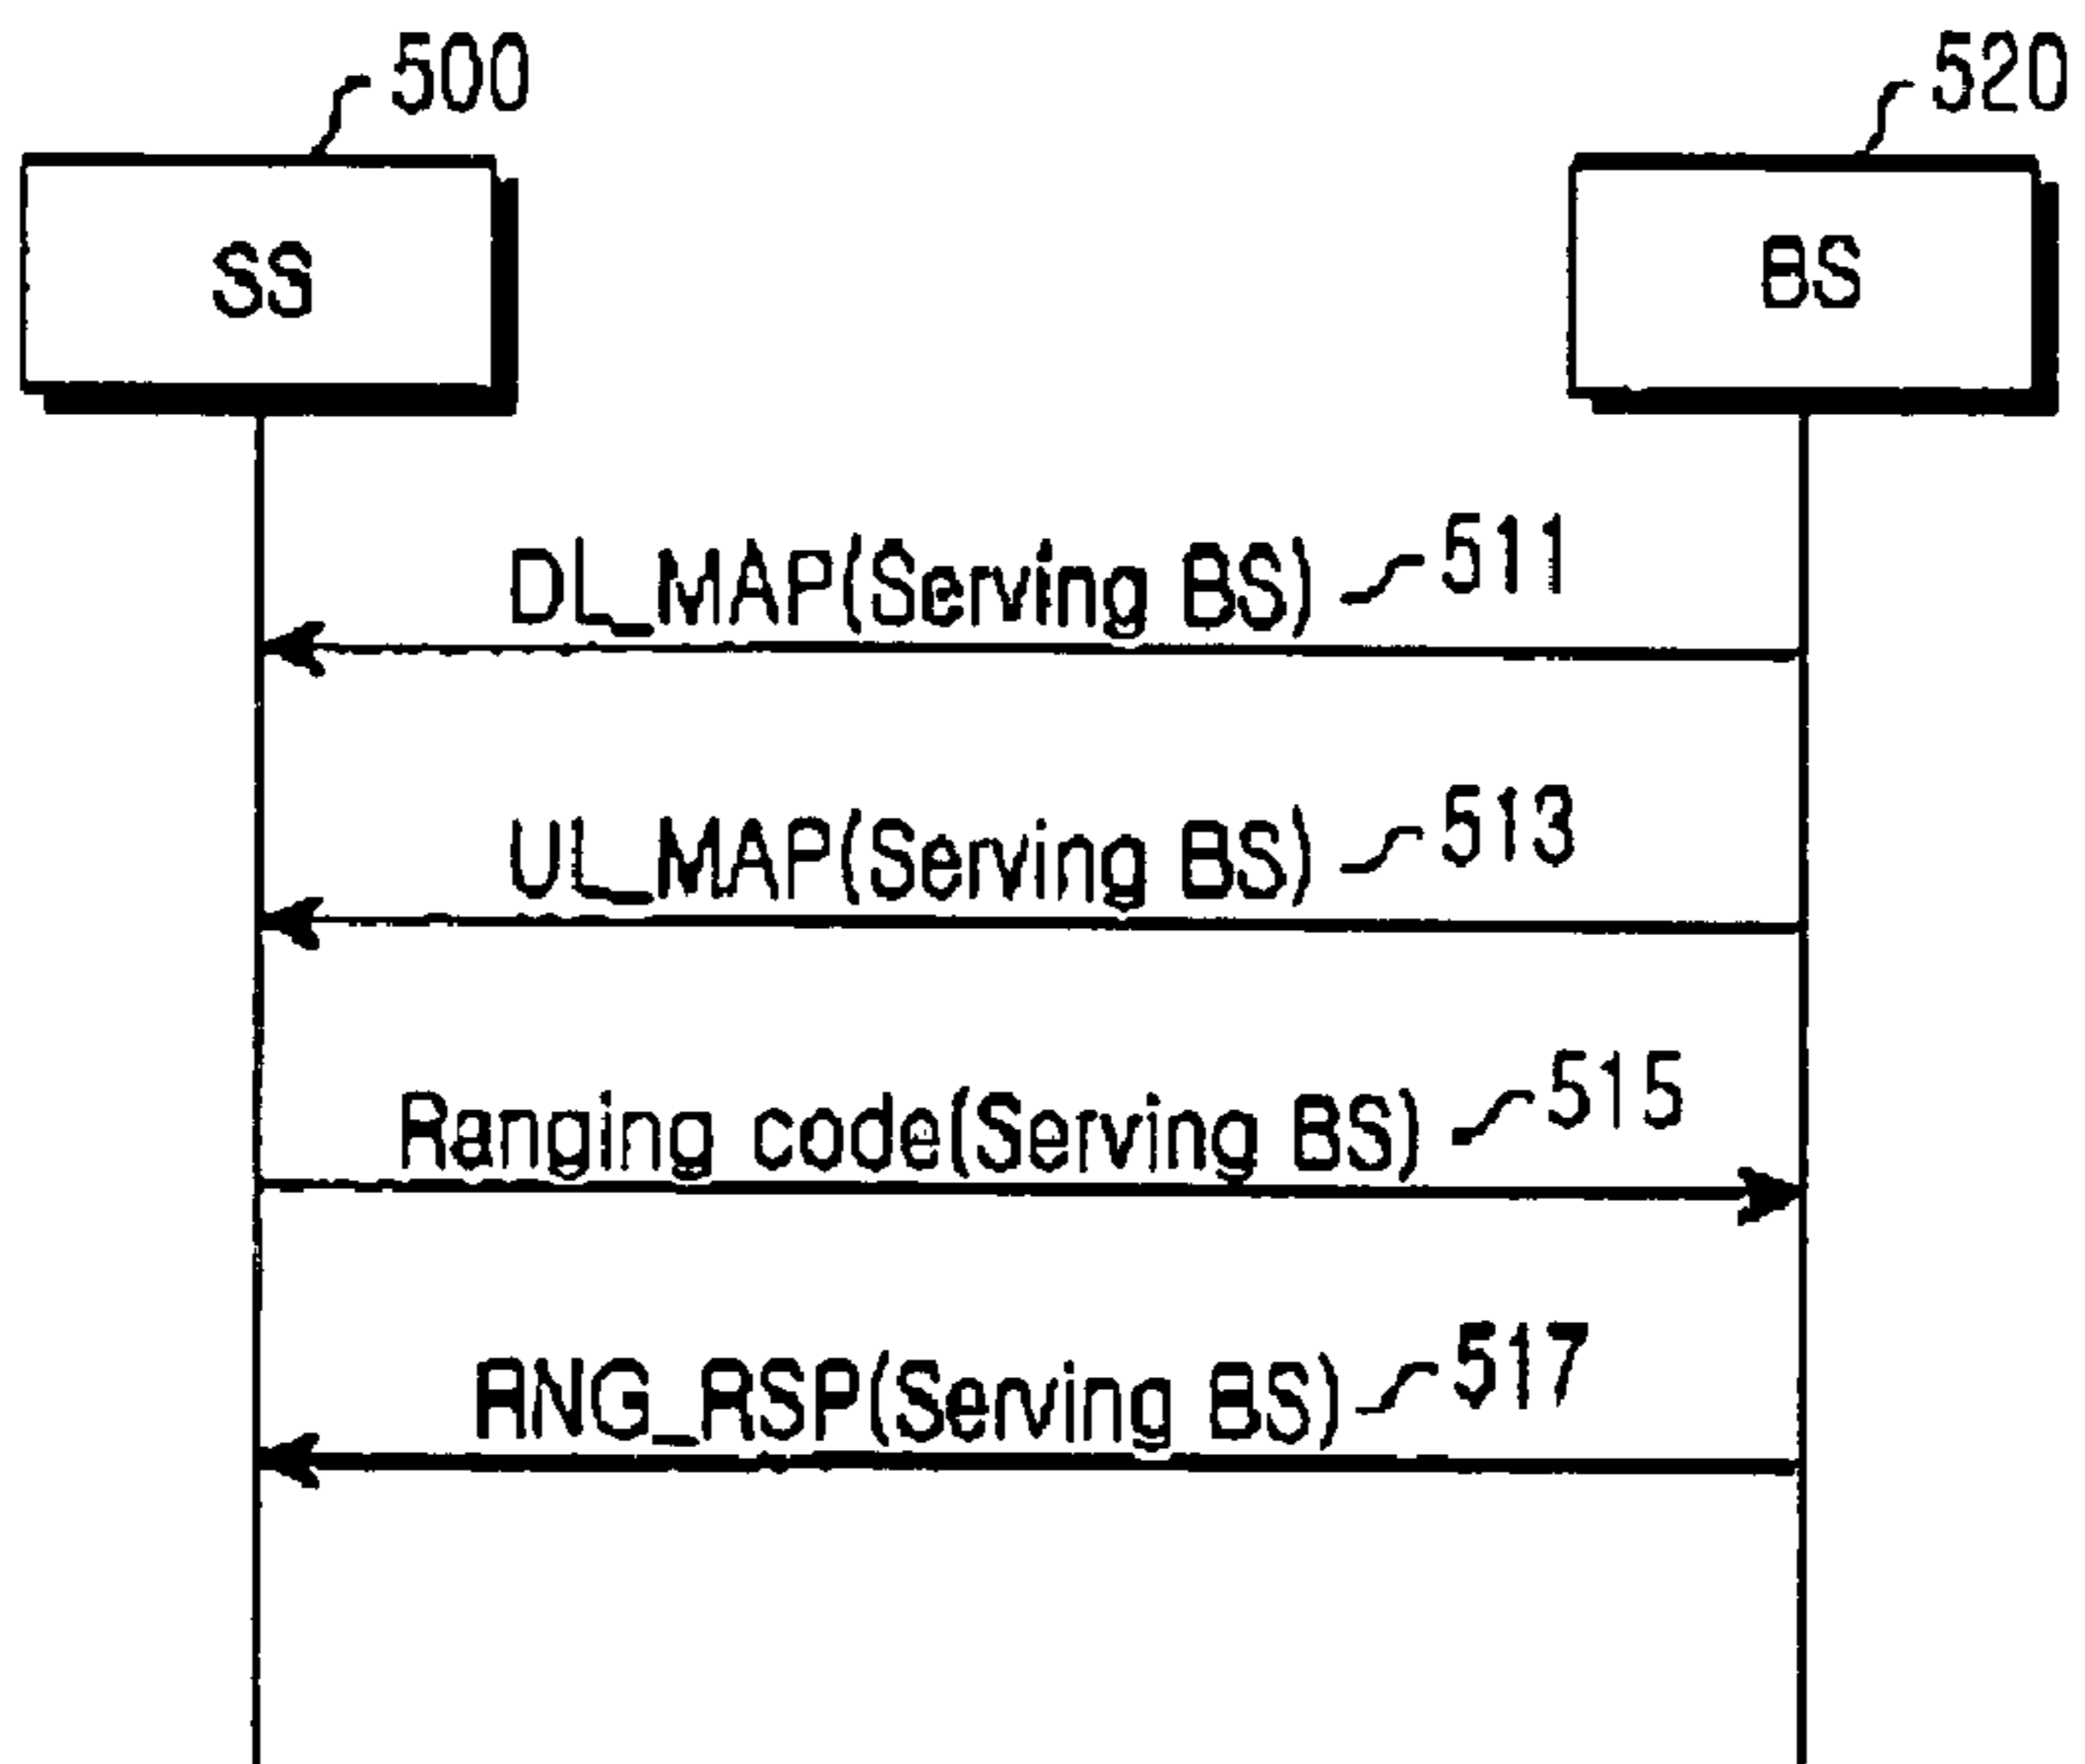 500
520
SS
BS
DL_MAP(Serving BS) 511
UL_MAP(Serving BS) 513
Ranging code(Serving BS) 515
RNG_RSP(Serving BS) 517